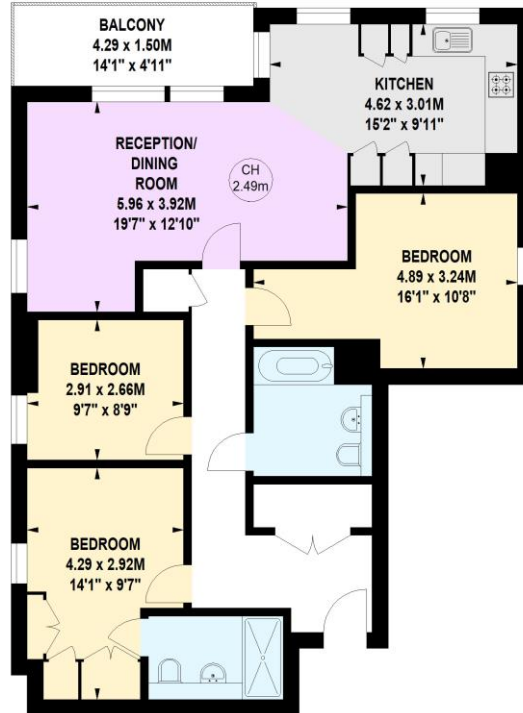 BALCONY
4.29 x 1.50M
14'1" x 4'11"
KITCHEN
4.62 x 3.01M
15'2" x 9'11"
RECEPTION/
DINING
ROOM
5.96 x 3.92M
19'7" x 12'10"
CH
2.49m
BEDROOM
4.89 x 3.24M
16'1" x 10'8"
BEDROOM
2.91 x 2.66M
9'7" x 8'9"
BEDROOM
4.29 x 2.92M
14'1" x 9'7"